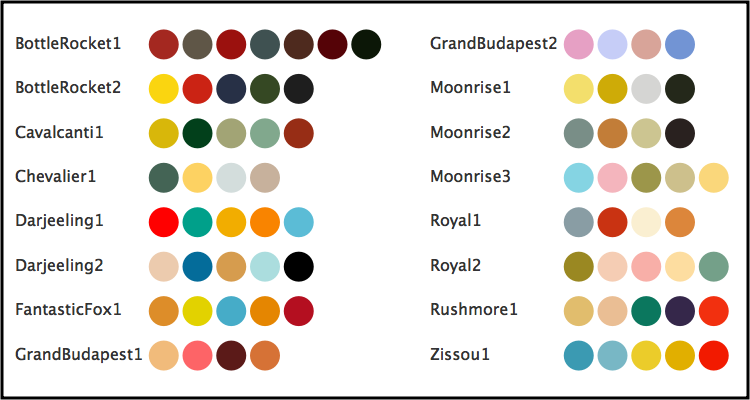 BottleRocket1
BottleRocket2
Cavalcanti1
Chevalier1
Darjeeling1
Darjeeling2
FantasticFox1
GrandBudapest1
GrandBudapest2
Moonrise1
Moonrise2
Moonrise3
Royal1
Royal2
Rushmore1
Zissou1